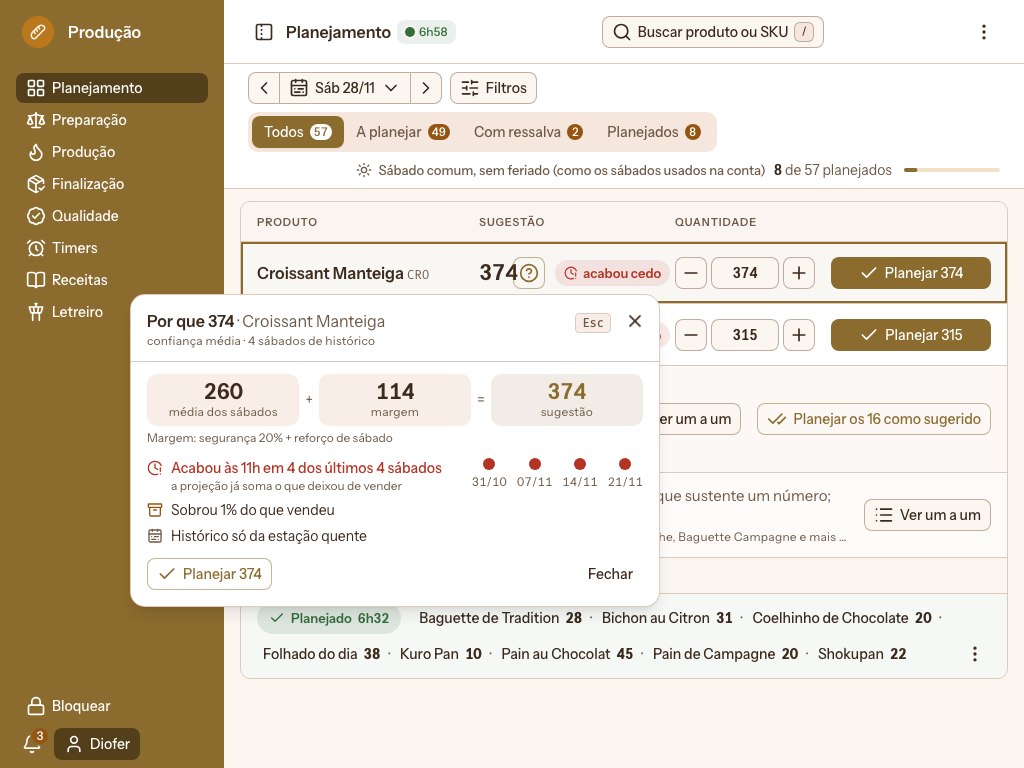 Produção
Planejamento
Preparação
Produção
Finalização
Qualidade
Timers
Receitas
Letreiro
Bloquear
3
Diofer
Planejamento
6h58
Buscar produto ou SKU /
Sáb 28/11
Filtros
Todos 57
A planejar 49
Com ressalva 2
Planejados 8
Sábado comum, sem feriado (como os sábados usados na conta)
8 de 57 planejados
PRODUTO SUGESTÃO QUANTIDADE
Croissant Manteiga CRO 374 ? acabou cedo − 374 + Planejar 374
− 315 + Planejar 315
Por que 374 · Croissant Manteiga Esc
confiança média · 4 sábados de histórico
260 + 114 = 374
média dos sábados margem sugestão
Margem: segurança 20% + reforço de sábado
Acabou às 11h em 4 dos últimos 4 sábados
a projeção já soma o que deixou de vender
31/10 07/11 14/11 21/11
Sobrou 1% do que vendeu
Histórico só da estação quente
Planejar 374
Fechar
er um a um
Planejar os 16 como sugerido
que sustente um número;
he, Baguette Campagne e mais ...
Ver um a um
Planejado 6h32 Baguette de Tradition 28 · Bichon au Citron 31 · Coelhinho de Chocolate 20 ·
Folhado do dia 38 · Kuro Pan 10 · Pain au Chocolat 45 · Pain de Campagne 20 · Shokupan 22